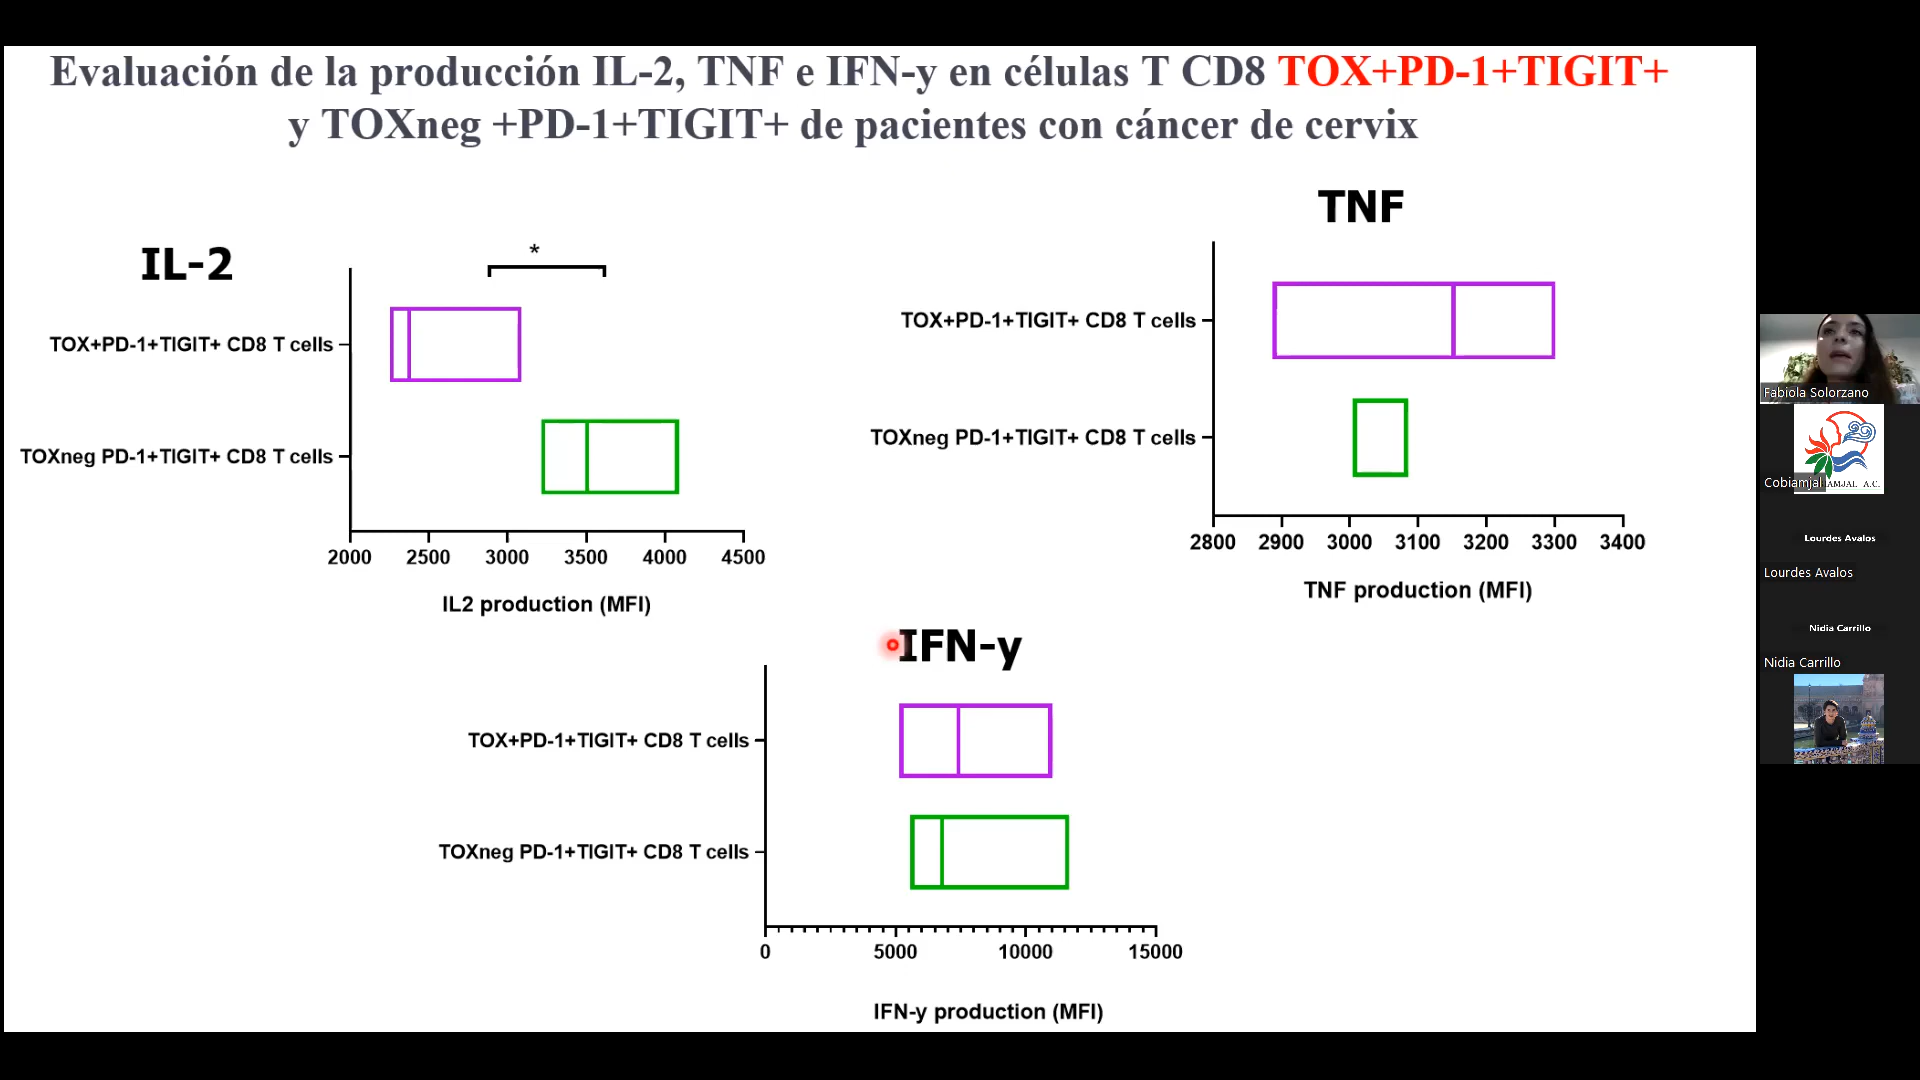 Evaluación de la producción IL-2, TNF e IFN-y en células T CD8 TOX+PD-1+TIGIT+
y TOXneg +PD-1+TIGIT+ de pacientes con cáncer de cervix
IL-2
*
TOX+PD-1+TIGIT+ CD8 T cells
TOXneg PD-1+TIGIT+ CD8 T cells
2000 2500 3000 3500 4000 4500
IL2 production (MFI)
TNF
TOX+PD-1+TIGIT+ CD8 T cells
TOXneg PD-1+TIGIT+ CD8 T cells
2800 2900 3000 3100 3200 3300 3400
TNF production (MFI)
IFN-y
TOX+PD-1+TIGIT+ CD8 T cells
TOXneg PD-1+TIGIT+ CD8 T cells
0 5000 10000 15000
IFN-y production (MFI)
Fabiola Solorzano
Cobiamjal
AMJAL A.C.
Lourdes Avalos
Lourdes Avalos
Nidia Carrillo
Nidia Carrillo